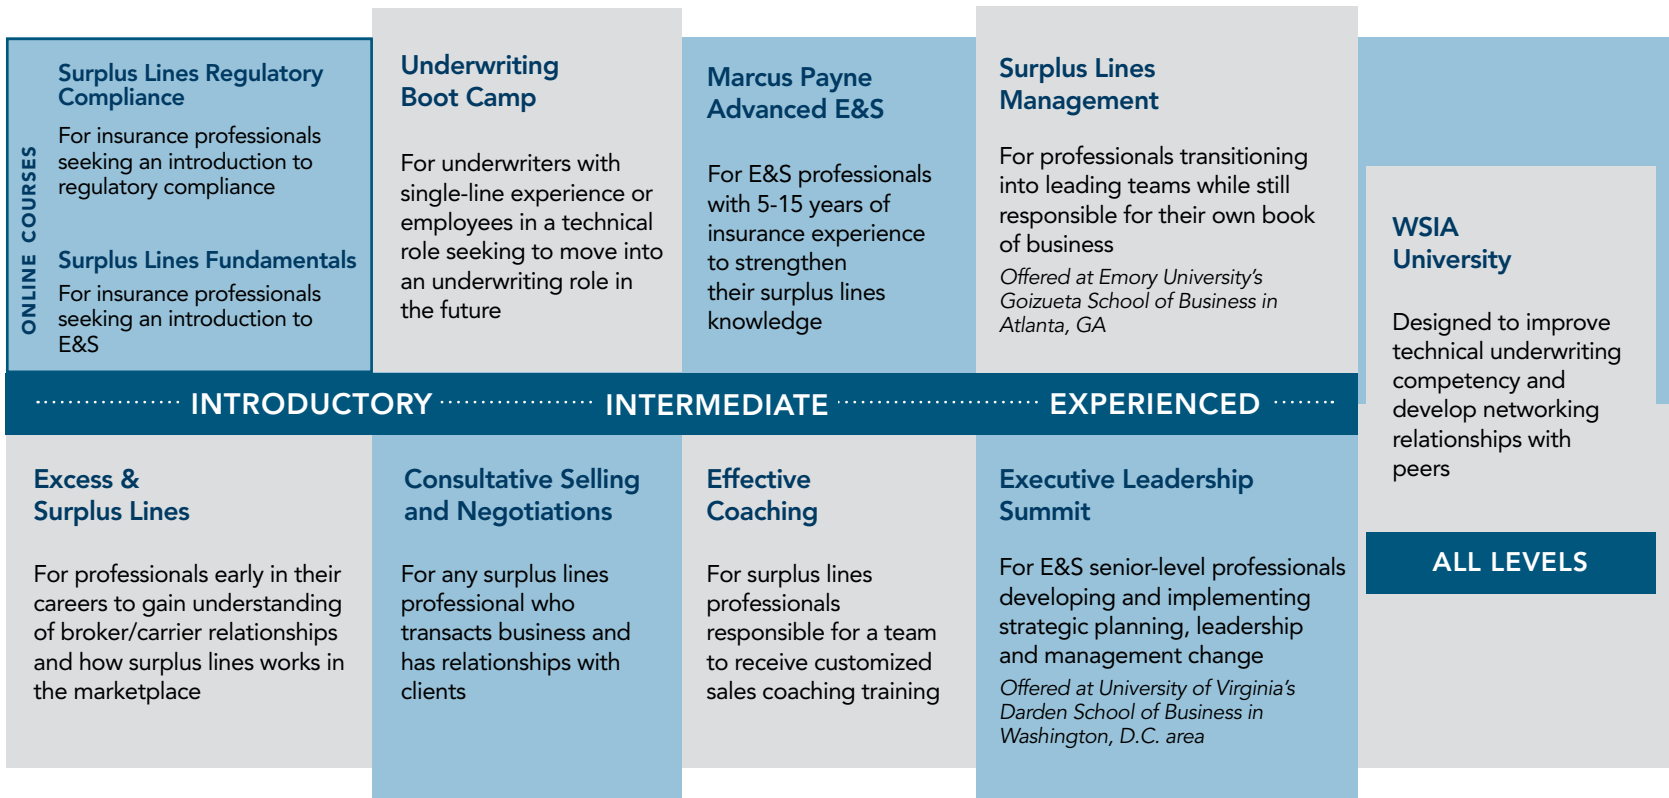 ONLINE COURSES
Surplus Lines Regulatory
Compliance
For insurance professionals
seeking an introduction to
regulatory compliance
Surplus Lines Fundamentals
For insurance professionals
seeking an introduction to
E&S
Underwriting
Boot Camp
For underwriters with
single-line experience or
employees in a technical
role seeking to move into
an underwriting role in
the future
Marcus Payne
Advanced E&S
For E&S professionals
with 5-15 years of
insurance experience
to strengthen
their surplus lines
knowledge
Surplus Lines
Management
For professionals transitioning
into leading teams while still
responsible for their own book
of business
Offered at Emory University's
Goizueta School of Business in
Atlanta, GA
INTRODUCTORY
INTERMEDIATE
EXPERIENCED
Excess &
Surplus Lines
For professionals early in their
careers to gain understanding
of broker/carrier relationships
and how surplus lines works in
the marketplace
Consultative Selling
and Negotiations
For any surplus lines
professional who
transacts business and
has relationships with
clients
Effective
Coaching
For surplus lines
professionals
responsible for a team
to receive customized
sales coaching training
Executive Leadership
Summit
For E&S senior-level professionals
developing and implementing
strategic planning, leadership
and management change
Offered at University of Virginia's
Darden School of Business in
Washington, D.C. area
WSIA
University
Designed to improve
technical underwriting
competency and
develop networking
relationships with
peers
ALL LEVELS